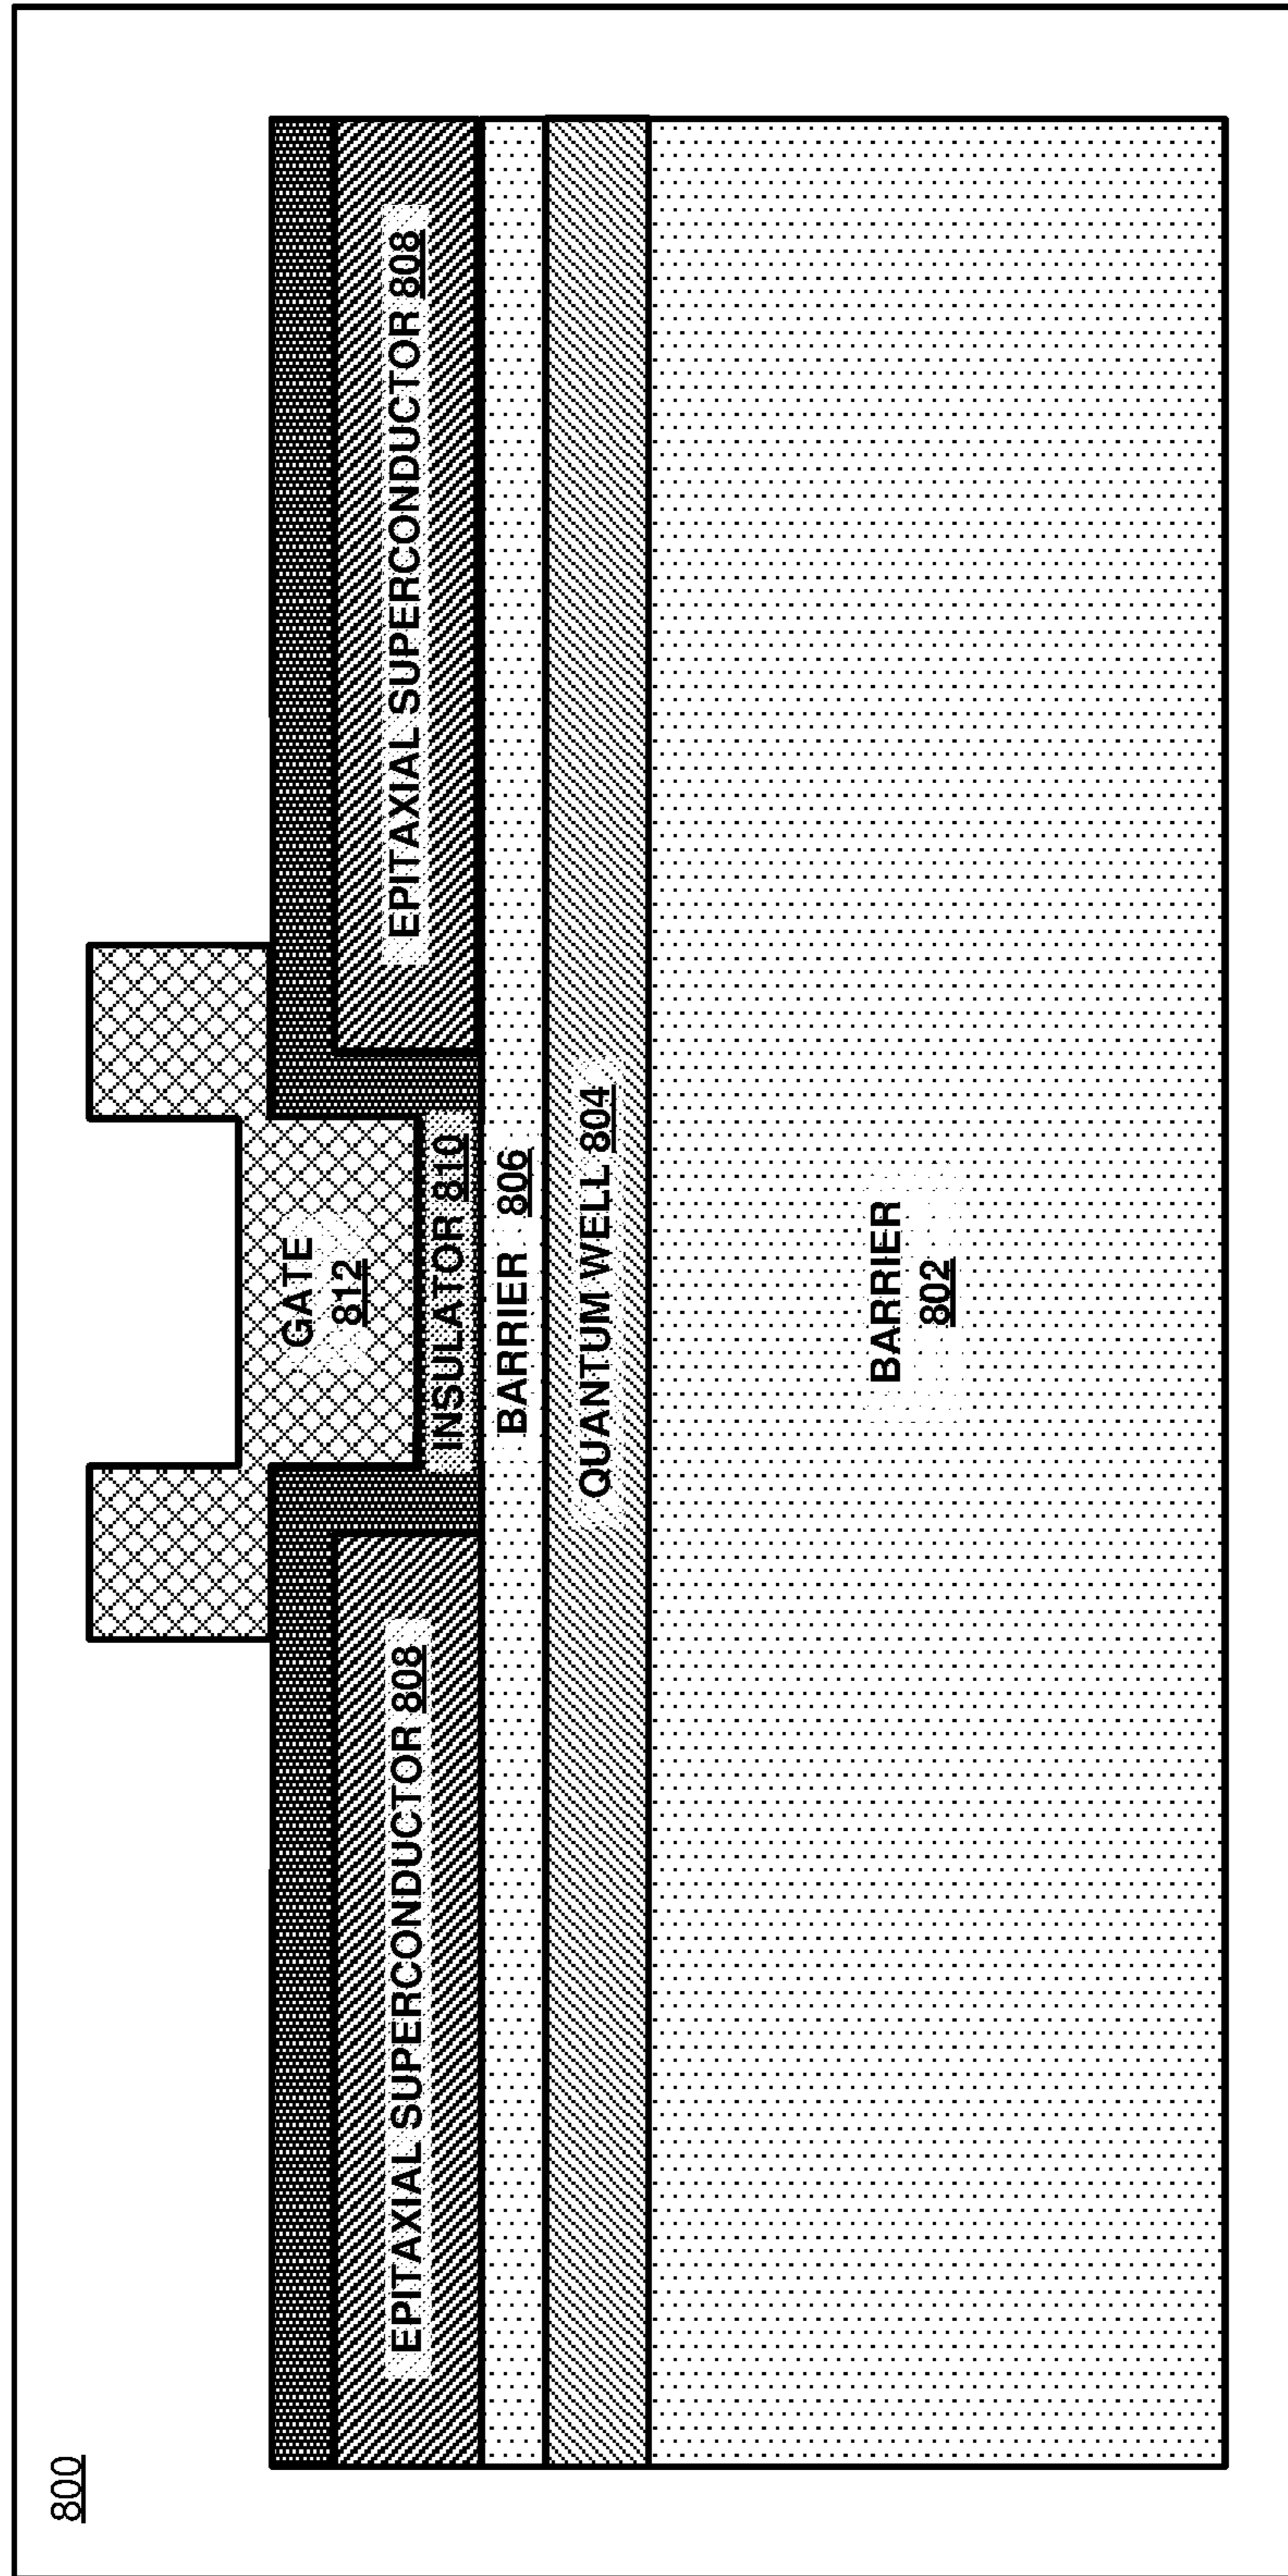 800
GATE
812
EPITAXIAL SUPERCONDUCTOR 808
EPITAXIAL SUPERCONDUCTOR 808
INSULATOR 810
BARRIER 806
QUANTUM WELL 804
BARRIER
802